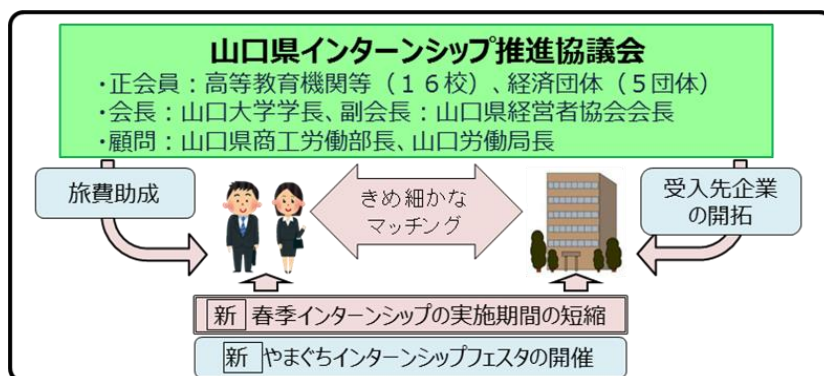 山口県インターンシップ推進協議会
・正会員：高等教育機関等（１６校）、経済団体（５団体）
・会長：山口大学学長、副会長：山口県経営者協会会長
・顧問：山口県商工労働部長、山口労働局長
旅費助成
きめ細かな
マッチング
受入先企業
の開拓
新 春季インターンシップの実施期間の短縮
新 やまぐちインターンシップフェスタの開催